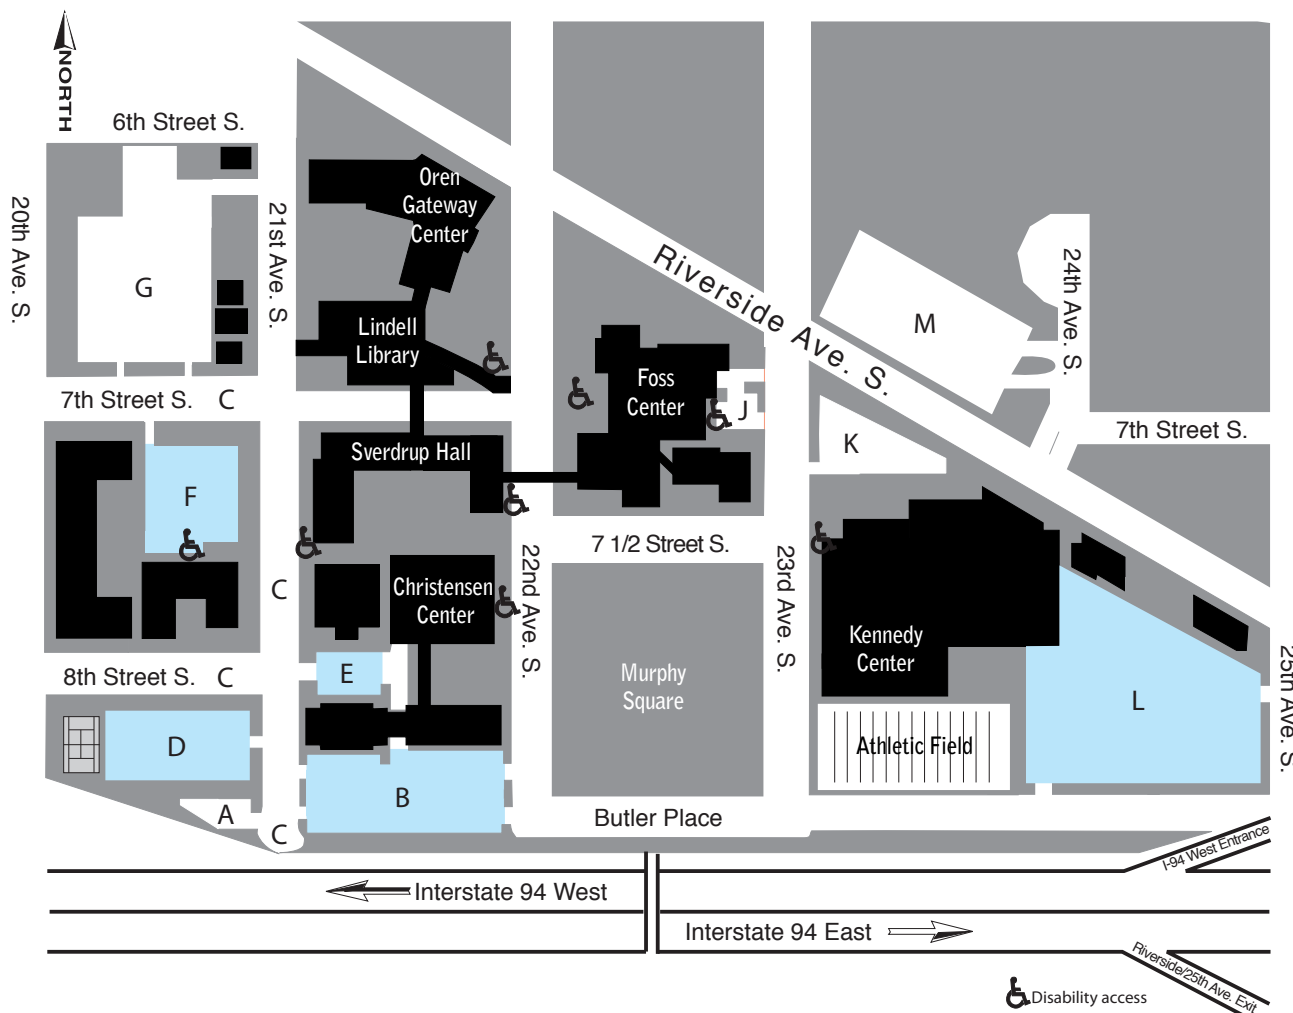 NORTH
6th Street S.
20th Ave. S.
21st Ave. S.
G
Oren
Gateway
Center
Lindell
Library
Riverside Ave. S.
M
24th Ave. S.
7th Street S.
C
Foss
Center
J
K
7th Street S.
F
Sverdrup Hall
C
Christensen
Center
22nd Ave. S.
7 1/2 Street S.
23rd Ave. S.
Kennedy
Center
Murphy
Square
8th Street S.
C
E
L
25th Ave. S.
D
Athletic Field
A
B
C
Butler Place
I-94 West Entrance
Interstate 94 West
Interstate 94 East
Riverside/25th Ave. Exit
Disability access